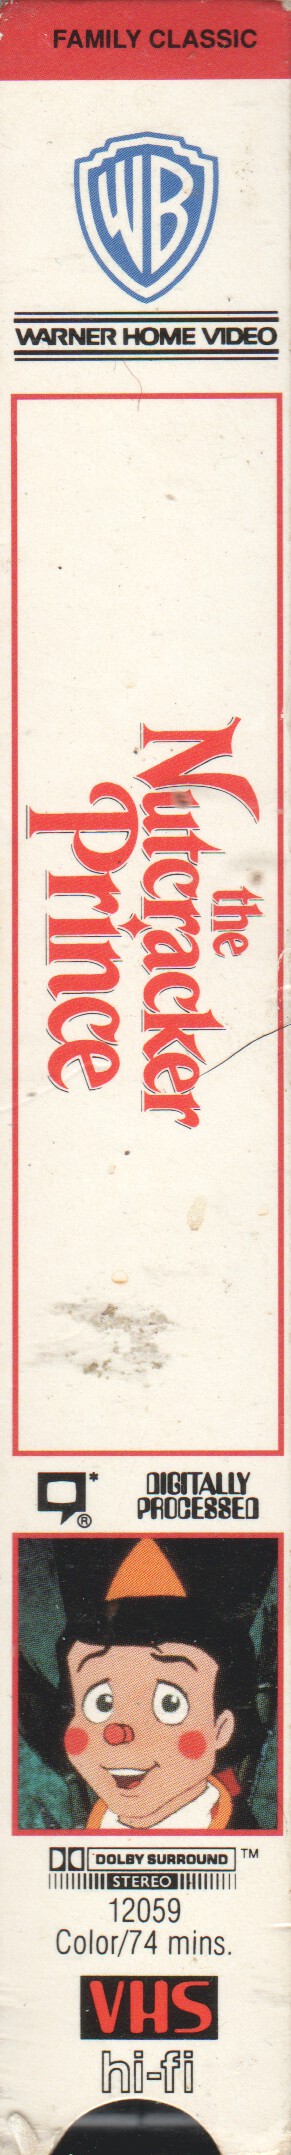 FAMILY CLASSIC
WB
WARNER HOME VIDEO
the
Nutcracker
Prince
*
®
DIGITALLY
PROCESSED
DOLBY SURROUND ™
STEREO
12059
Color/74 mins.
VHS
hi-fi